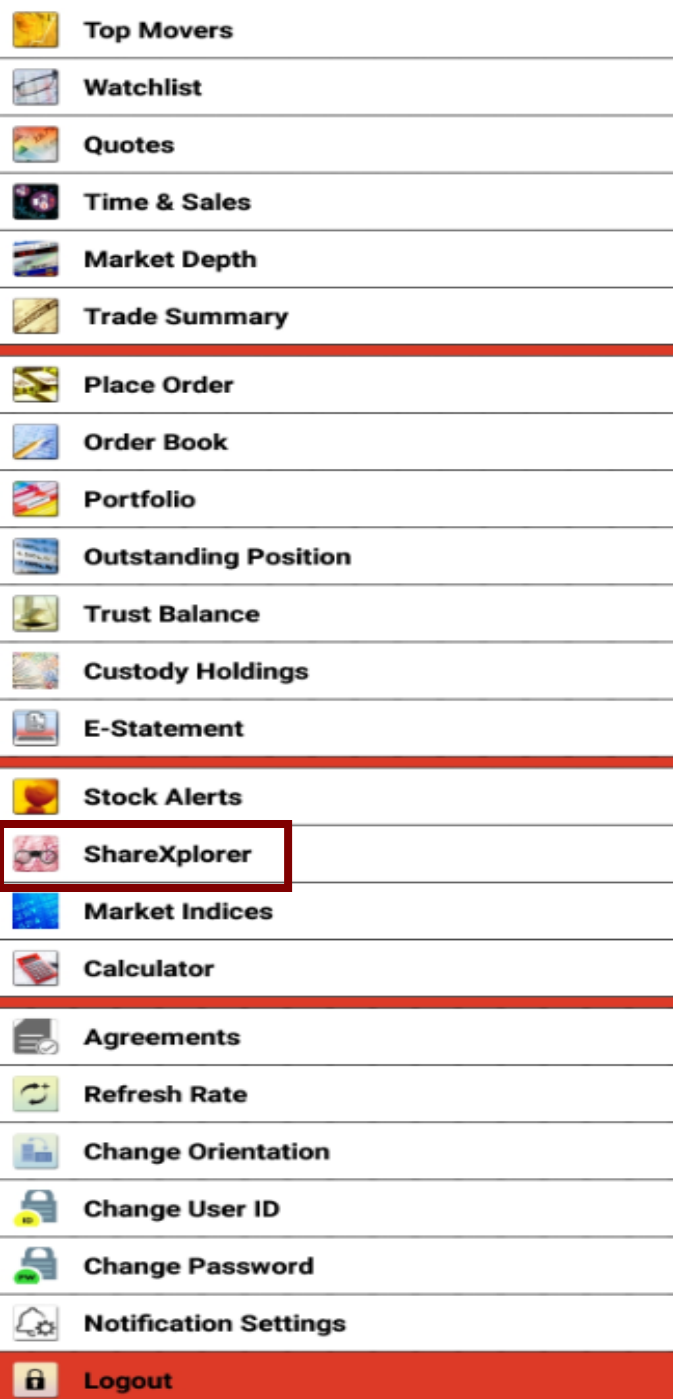 Top Movers
Watchlist
Quotes
Time & Sales
Market Depth
Trade Summary
Place Order
Order Book
Portfolio
Outstanding Position
Trust Balance
Custody Holdings
E-Statement
Stock Alerts
ShareXplorer
Market Indices
Calculator
Agreements
Refresh Rate
Change Orientation
ID
Change User ID
PW
Change Password
Notification Settings
Logout